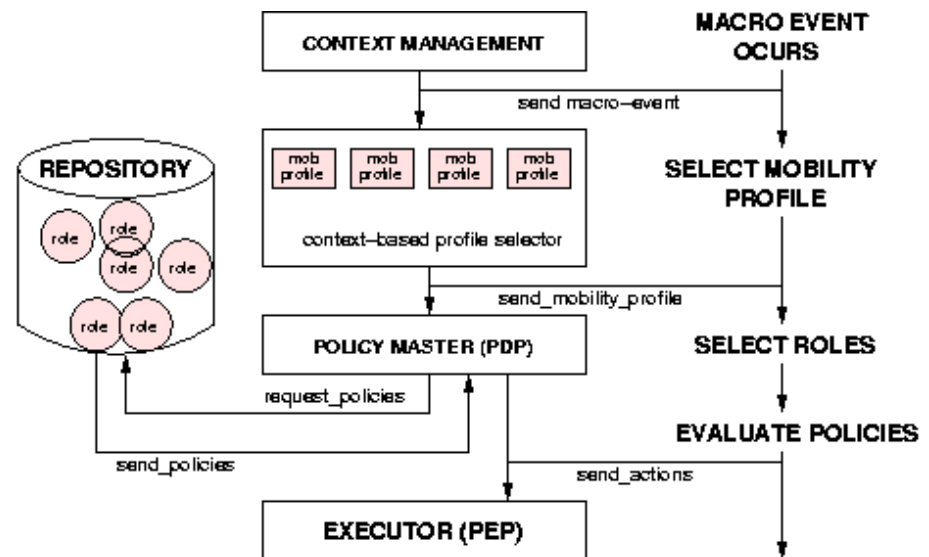 CONTEXT MANAGEMENT
MACRO EVENT
OCURS
send macro-event
REPOSITORY
mob
profile
mob
profile
mob
profile
mob
profile
SELECT MOBILITY
PROFILE
role
role
role
role
role
role
context-based profile selector
send_mobility_profile
POLICY MASTER (PDP)
SELECT ROLES
request_policies
EVALUATE POLICIES
send_policies
send_actions
EXECUTOR (PEP)